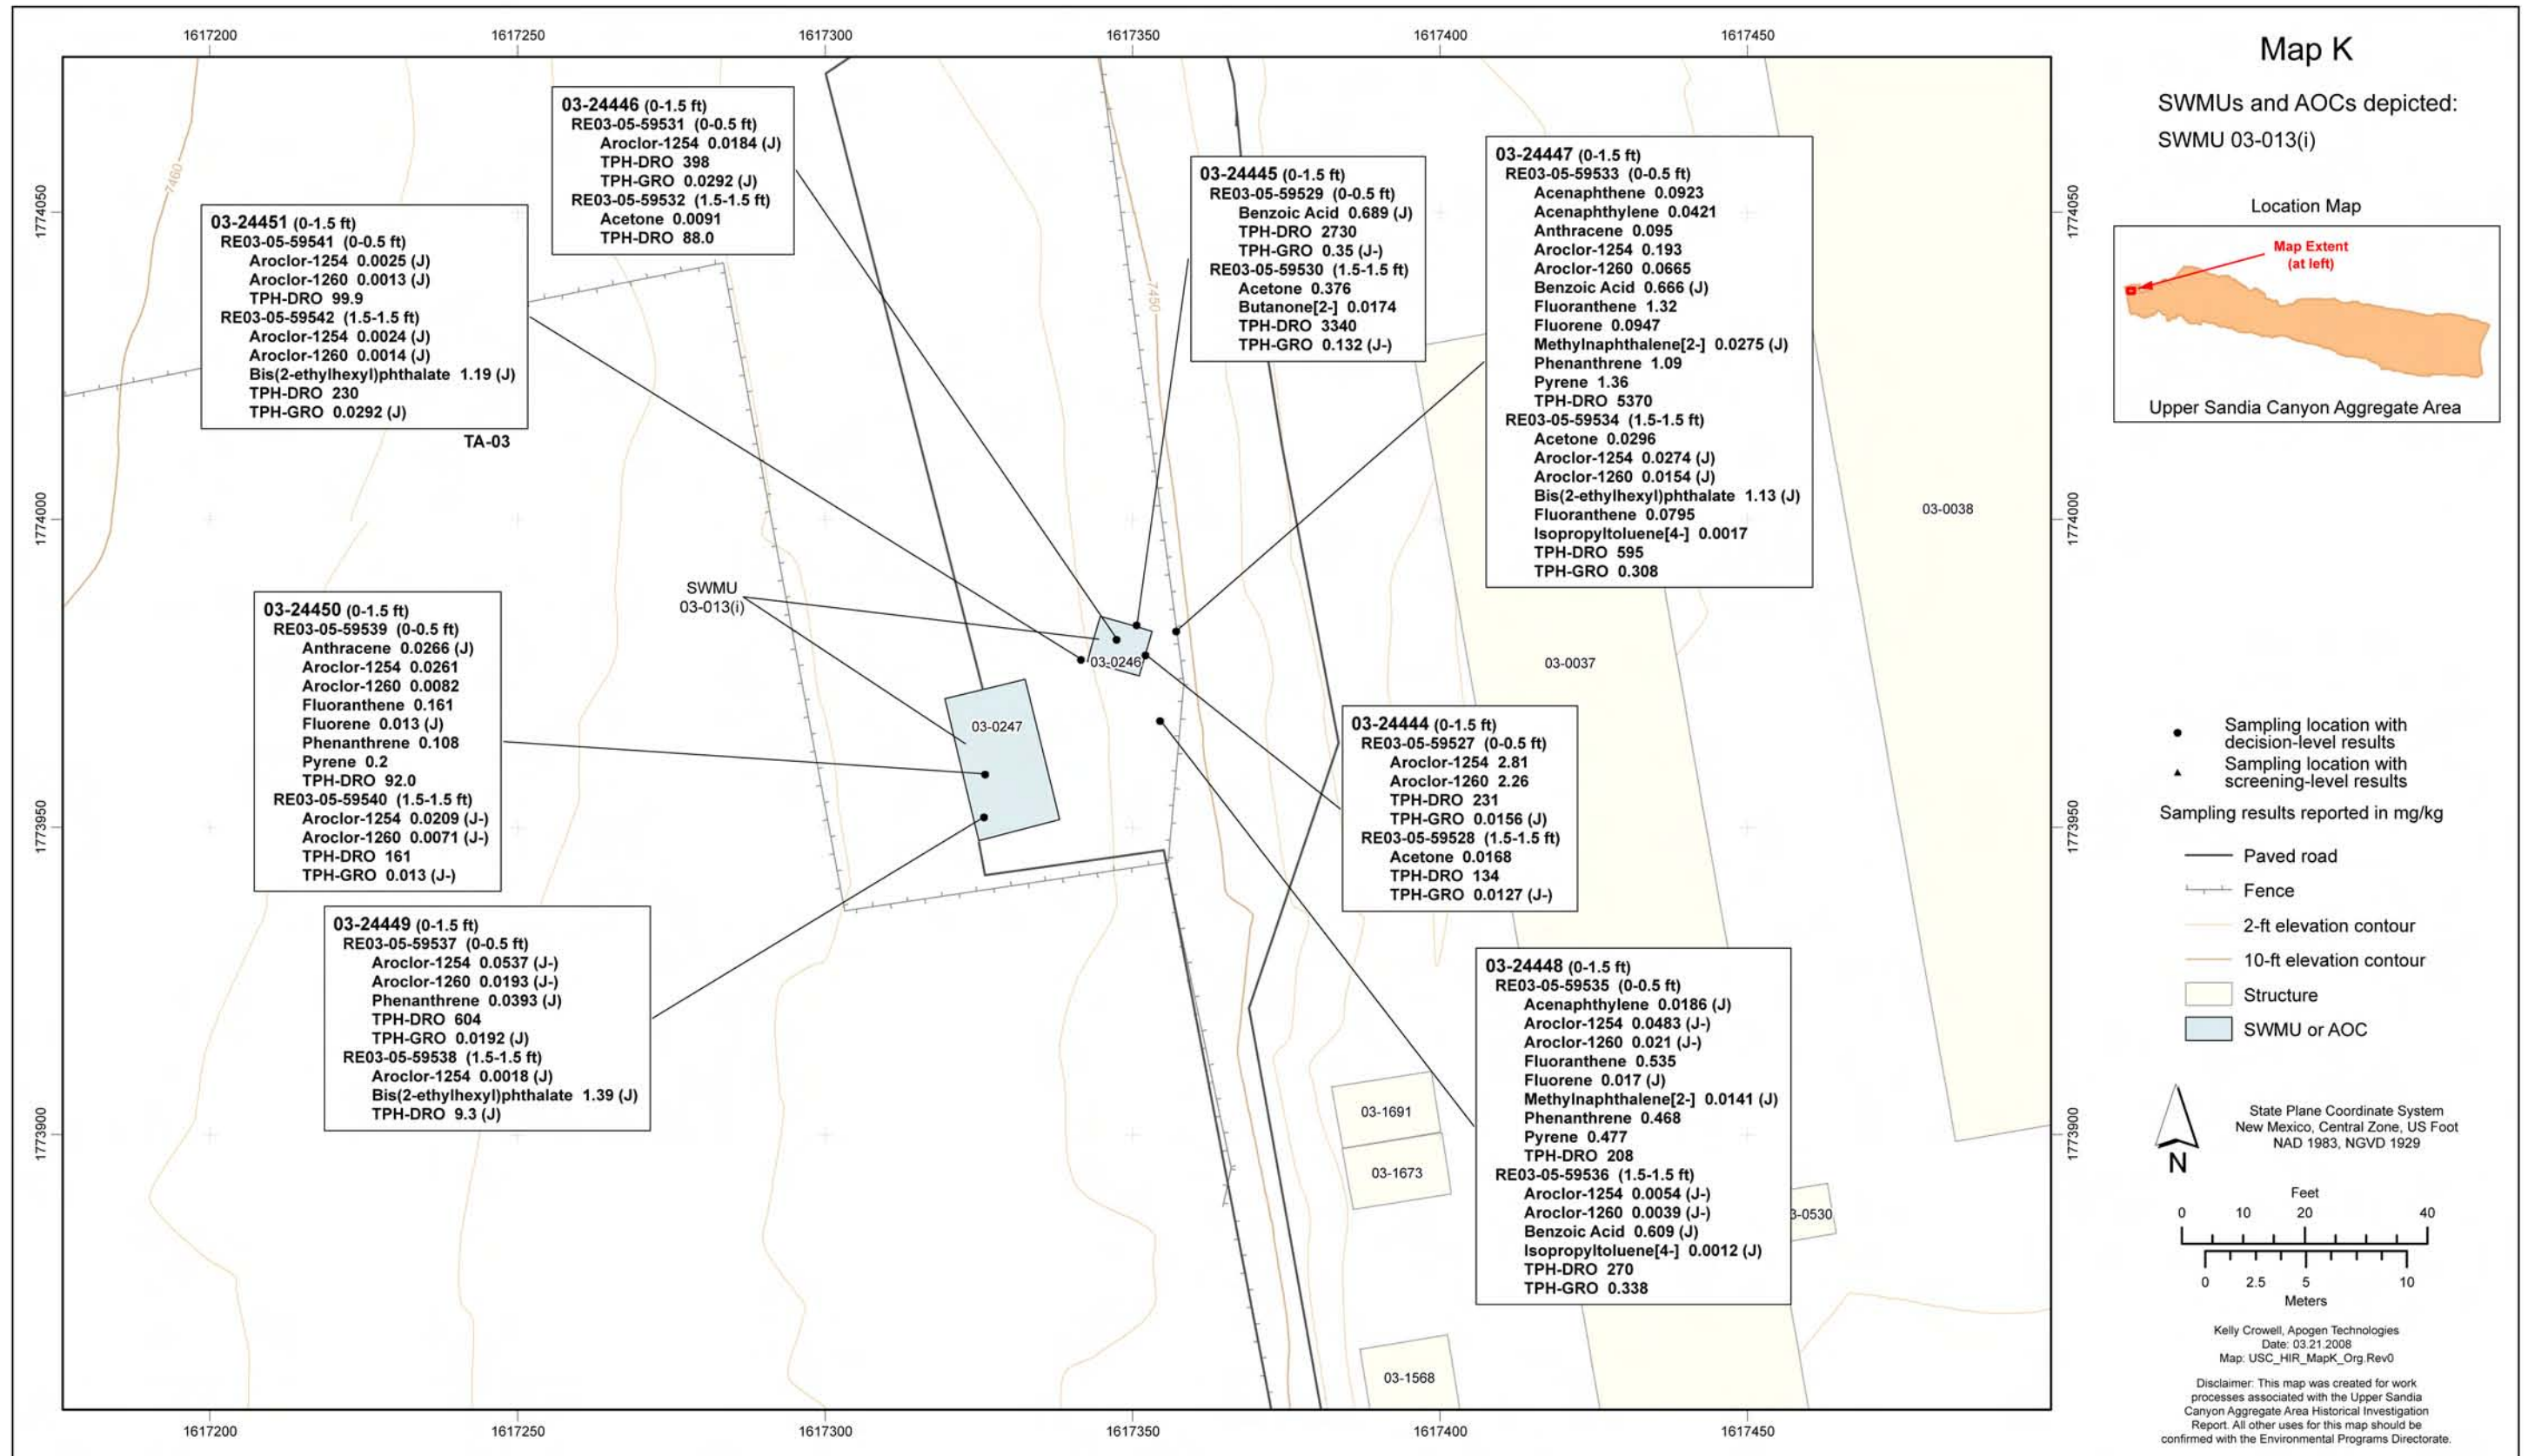 1617200
1617250
1617300
1617350
1617400
1617450
1774050
1774000
1773950
1773900
7460
7450
03-24446 (0-1.5 ft)
RE03-05-59531 (0-0.5 ft)
Aroclor-1254 0.0184 (J)
TPH-DRO 398
TPH-GRO 0.0292 (J)
RE03-05-59532 (1.5-1.5 ft)
Acetone 0.0091
TPH-DRO 88.0
03-24451 (0-1.5 ft)
RE03-05-59541 (0-0.5 ft)
Aroclor-1254 0.0025 (J)
Aroclor-1260 0.0013 (J)
TPH-DRO 99.9
RE03-05-59542 (1.5-1.5 ft)
Aroclor-1254 0.0024 (J)
Aroclor-1260 0.0014 (J)
Bis(2-ethylhexyl)phthalate 1.19 (J)
TPH-DRO 230
TPH-GRO 0.0292 (J)
TA-03
03-24445 (0-1.5 ft)
RE03-05-59529 (0-0.5 ft)
Benzoic Acid 0.689 (J)
TPH-DRO 2730
TPH-GRO 0.35 (J-)
RE03-05-59530 (1.5-1.5 ft)
Acetone 0.376
Butanone[2-] 0.0174
TPH-DRO 3340
TPH-GRO 0.132 (J-)
03-24447 (0-1.5 ft)
RE03-05-59533 (0-0.5 ft)
Acenaphthene 0.0923
Acenaphthylene 0.0421
Anthracene 0.095
Aroclor-1254 0.193
Aroclor-1260 0.0665
Benzoic Acid 0.666 (J)
Fluoranthene 1.32
Fluorene 0.0947
Methylnaphthalene[2-] 0.0275 (J)
Phenanthrene 1.09
Pyrene 1.36
TPH-DRO 5370
RE03-05-59534 (1.5-1.5 ft)
Acetone 0.0296
Aroclor-1254 0.0274 (J)
Aroclor-1260 0.0154 (J)
Bis(2-ethylhexyl)phthalate 1.13 (J)
Fluoranthene 0.0795
Isopropyltoluene[4-] 0.0017
TPH-DRO 595
TPH-GRO 0.308
03-0038
03-0037
SWMU
03-013(i)
03-0246
03-0247
03-24450 (0-1.5 ft)
RE03-05-59539 (0-0.5 ft)
Anthracene 0.0266 (J)
Aroclor-1254 0.0261
Aroclor-1260 0.0082
Fluoranthene 0.161
Fluorene 0.013 (J)
Phenanthrene 0.108
Pyrene 0.2
TPH-DRO 92.0
RE03-05-59540 (1.5-1.5 ft)
Aroclor-1254 0.0209 (J-)
Aroclor-1260 0.0071 (J-)
TPH-DRO 161
TPH-GRO 0.013 (J-)
03-24444 (0-1.5 ft)
RE03-05-59527 (0-0.5 ft)
Aroclor-1254 2.81
Aroclor-1260 2.26
TPH-DRO 231
TPH-GRO 0.0156 (J)
RE03-05-59528 (1.5-1.5 ft)
Acetone 0.0168
TPH-DRO 134
TPH-GRO 0.0127 (J-)
03-24449 (0-1.5 ft)
RE03-05-59537 (0-0.5 ft)
Aroclor-1254 0.0537 (J-)
Aroclor-1260 0.0193 (J-)
Phenanthrene 0.0393 (J)
TPH-DRO 604
TPH-GRO 0.0192 (J)
RE03-05-59538 (1.5-1.5 ft)
Aroclor-1254 0.0018 (J)
Bis(2-ethylhexyl)phthalate 1.39 (J)
TPH-DRO 9.3 (J)
03-24448 (0-1.5 ft)
RE03-05-59535 (0-0.5 ft)
Acenaphthylene 0.0186 (J)
Aroclor-1254 0.0483 (J-)
Aroclor-1260 0.021 (J-)
Fluoranthene 0.535
Fluorene 0.017 (J)
Methylnaphthalene[2-] 0.0141 (J)
Phenanthrene 0.468
Pyrene 0.477
TPH-DRO 208
RE03-05-59536 (1.5-1.5 ft)
Aroclor-1254 0.0054 (J-)
Aroclor-1260 0.0039 (J-)
Benzoic Acid 0.609 (J)
Isopropyltoluene[4-] 0.0012 (J)
TPH-DRO 270
TPH-GRO 0.338
03-1691
03-1673
3-0530
03-1568
1774050
1774000
1773950
1773900
1617200
1617250
1617300
1617350
1617400
1617450
Map K
SWMUs and AOCs depicted:
SWMU 03-013(i)
Location Map
Map Extent
(at left)
Upper Sandia Canyon Aggregate Area
Sampling location with
decision-level results
Sampling location with
screening-level results
Sampling results reported in mg/kg
Paved road
Fence
2-ft elevation contour
10-ft elevation contour
Structure
SWMU or AOC
N
State Plane Coordinate System
New Mexico, Central Zone, US Foot
NAD 1983, NGVD 1929
Feet
0 10 20 40
0 2.5 5 10
Meters
Kelly Crowell, Apogen Technologies
Date: 03.21.2008
Map: USC_HIR_MapK_Org.Rev0
Disclaimer: This map was created for work
processes associated with the Upper Sandia
Canyon Aggregate Area Historical Investigation
Report. All other uses for this map should be
confirmed with the Environmental Programs Directorate.